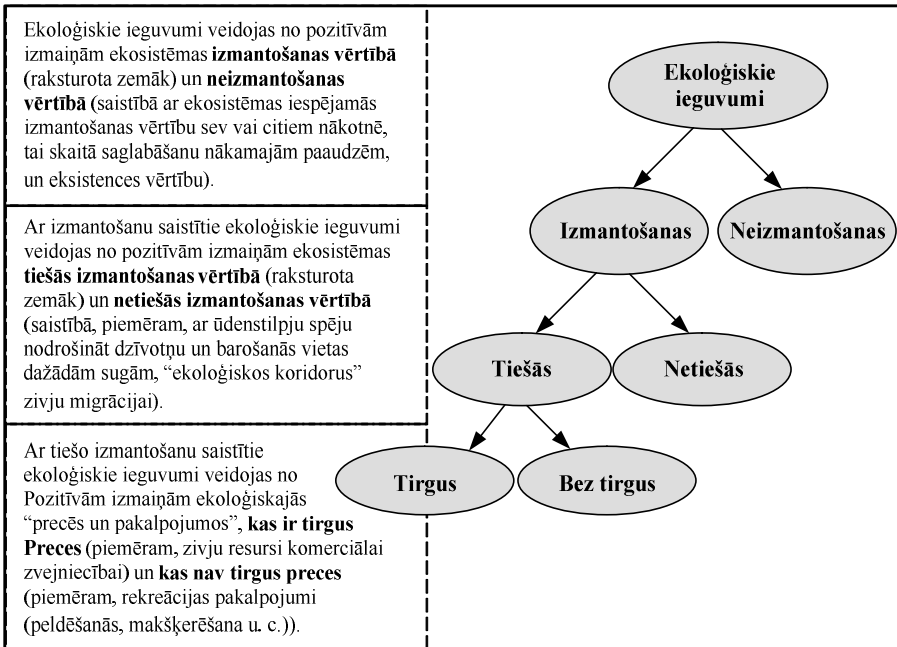 Ekoloģiskie ieguvumi veidojas no pozitīvām
izmaiņām ekosistēmas izmantošanas vērtībā
(raksturota zemāk) un neizmantošanas
vērtībā (saistībā ar ekosistēmas iespējamās
izmantošanas vērtību sev vai citiem nākotnē,
tai skaitā saglabāšanu nākamajām paaudzēm,
un eksistences vērtību).
Ar izmantošanu saistītie ekoloģiskie ieguvumi
veidojas no pozitīvām izmaiņām ekosistēmas
tiešās izmantošanas vērtībā (raksturota
zemāk) un netiešās izmantošanas vērtībā
(saistībā, piemēram, ar ūdenstilpju spēju
nodrošināt dzīvotņu un barošanās vietas
dažādām sugām, “ekoloģiskos koridorus”
zivju migrācijai).
Ar tiešo izmantošanu saistītie
ekoloģiskie ieguvumi veidojas no
Pozitīvām izmaiņām ekoloģiskajās
“precēs un pakalpojumos”, kas ir tirgus
Preces (piemēram, zivju resursi komerciālai
zvejniecībai) un kas nav tirgus preces
(piemēram, rekreācijas pakalpojumi
(peldēšanās, makšķerēšana u. c.)).
Ekoloģiskie
ieguvumi
Izmantošanas
Neizmantošanas
Tiešās
Netiešās
Tirgus
Bez tirgus